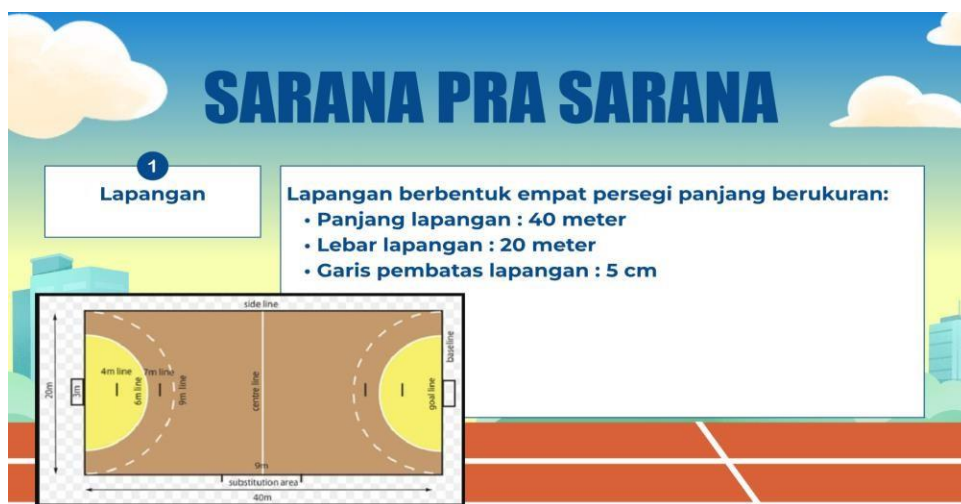 SARANA PRA SARANA
1
Lapangan
Lapangan berbentuk empat persegi panjang berukuran:
• Panjang lapangan : 40 meter
• Lebar lapangan : 20 meter
• Garis pembatas lapangan : 5 cm
side line
20m
3m
4m line
6m line
7m line
9m line
centre line
goal line
baseline
9m
substitution area
40m